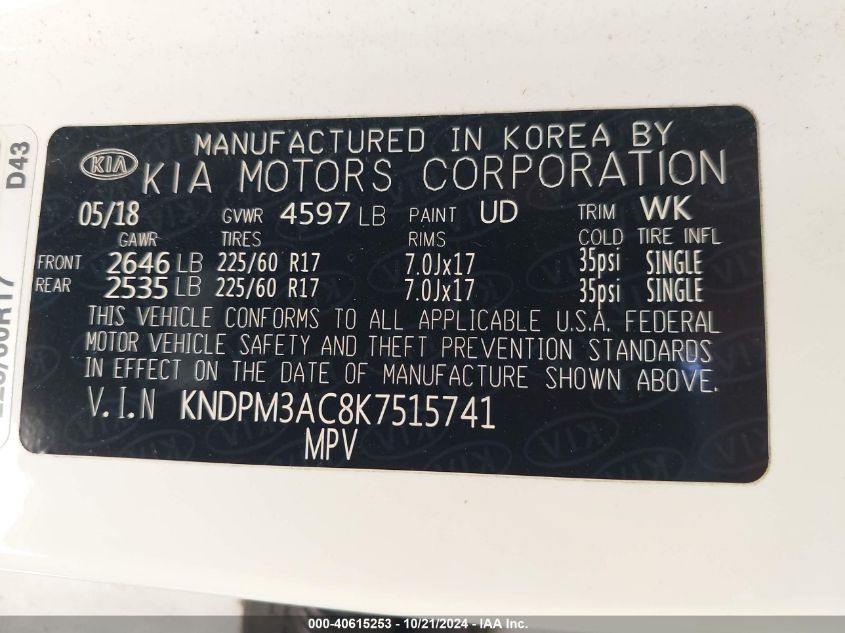 MANUFACTURED IN KOREA BY
KIA KIA MOTORS CORPORATION
05/18 GVWR 4597 LB PAINT UD TRIM WK
GAWR TIRES RIMS COLD TIRE INFL
FRONT 2646 LB 225/60 R17 7.0Jx17 35psi SINGLE
REAR 2535 LB 225/60 R17 7.0Jx17 35psi SINGLE
THIS VEHICLE CONFORMS TO ALL APPLICABLE U.S.A. FEDERAL
MOTOR VEHICLE SAFETY AND THEFT PREVENTION STANDARDS
IN EFFECT ON THE DATE OF MANUFACTURE SHOWN ABOVE.
V.I.N KNDPM3AC8K7515741
MPV
D43
000-40615253 - 10/21/2024 - IAA Inc.